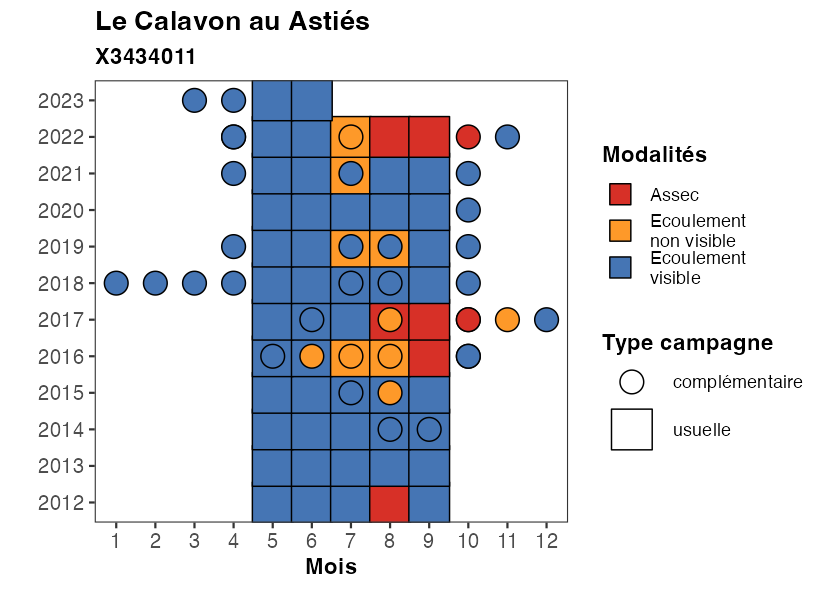 Le Calavon au Astiés
X3434011
2023
2022
2021
2020
2019
2018
2017
2016
2015
2014
2013
2012
1 2 3 4 5 6 7 8 9 10 11 12
Mois
Modalités
Assec
Ecoulement
non visible
Ecoulement
visible
Type campagne
complémentaire
usuelle